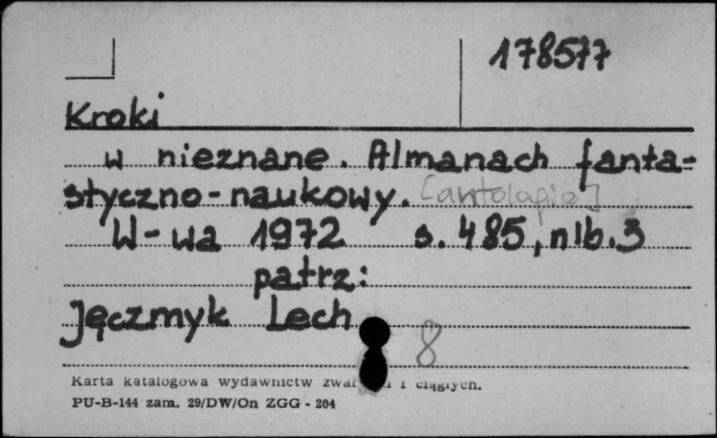 178577
Kroki
w nieznane. Almanach fanta-
styczno-naukowy. [antologia]
W-wa 1972 s. 485, nlb. 3
patrz:
Jęczmyk Lech
8
Karta katalogowa wydawnictw i ciągłych.
PU-B-144 zam. 29/DW/On ZGG - 204